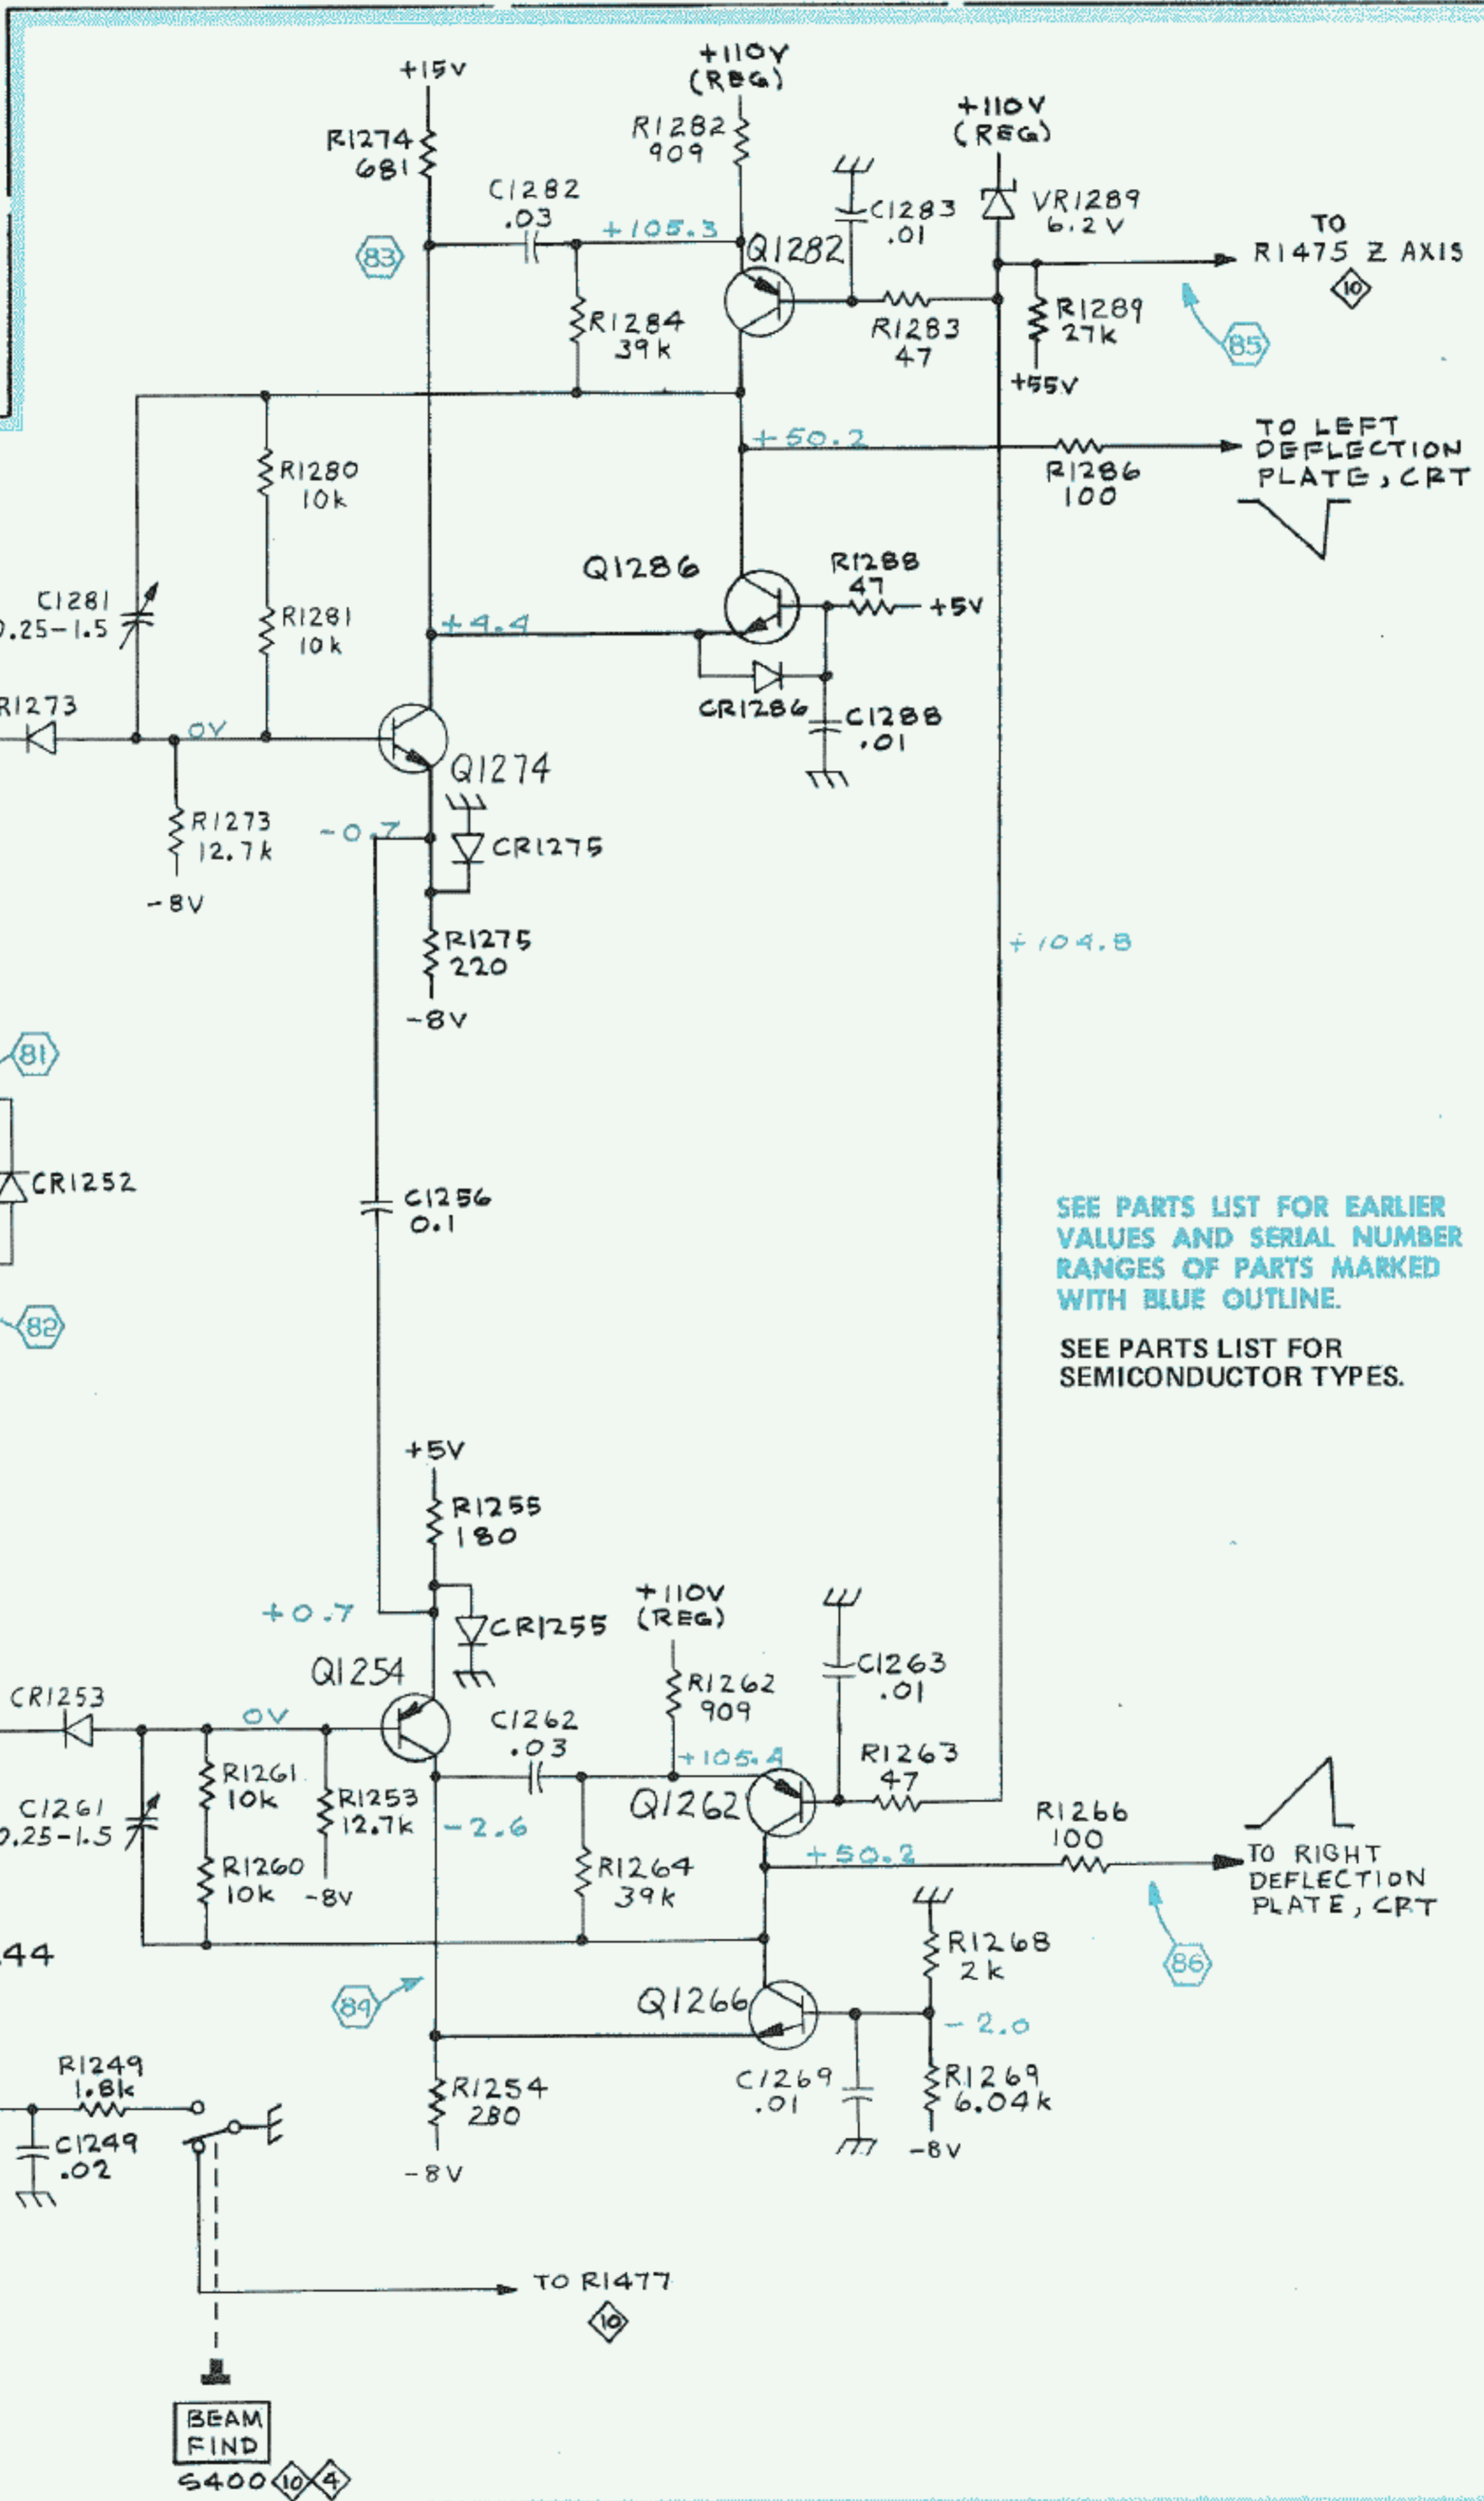 +15V
+110V
(REG)
R1274
681
R1282
909
+110V
(REG)
C1282
.03
+105.3
83
Q1282
C1283
.01
VR1289
6.2V
TO
R1475 Z AXIS
10
R1284
39k
R1283
47
R1289
27k
+55V
85
+50.2
R1286
100
TO LEFT
DEFLECTION
PLATE, CRT
R1280
10k
C1281
0.25-1.5
R1281
10k
Q1286
R1288
47
+5V
+4.4
CR1286
C1288
.01
R1273
0V
Q1274
R1273
12.7k
-8V
-0.7
CR1275
R1275
220
-8V
+104.8
81
CR1252
82
C1256
0.1
SEE PARTS LIST FOR EARLIER
VALUES AND SERIAL NUMBER
RANGES OF PARTS MARKED
WITH BLUE OUTLINE.
SEE PARTS LIST FOR
SEMICONDUCTOR TYPES.
+5V
R1255
180
+0.7
CR1255
+110V
(REG)
Q1254
R1262
909
C1263
.01
CR1253
0V
C1262
.03
+105.4
R1263
47
R1261
10k
C1261
0.25-1.5
R1253
12.7k
-8V
-2.6
Q1262
R1266
100
+50.2
TO RIGHT
DEFLECTION
PLATE, CRT
R1260
10k
R1264
39k
86
44
84
Q1266
R1268
2k
-2.0
C1269
.01
R1269
6.04k
-8V
R1254
280
-8V
R1249
1.8k
C1249
.02
TO R1477
10
BEAM
FIND
S400 10 4